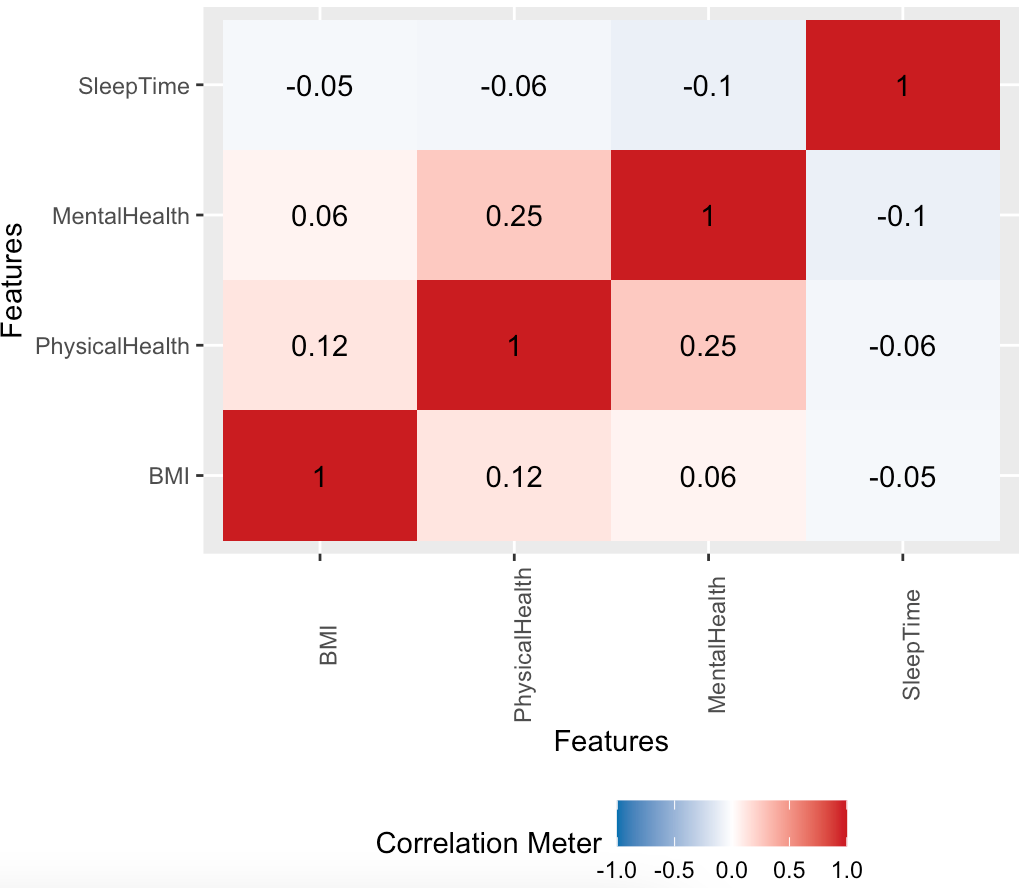 SleepTime -0.05 -0.06 -0.1 1
MentalHealth 0.06 0.25 1 -0.1
Features
PhysicalHealth 0.12 1 0.25 -0.06
BMI 1 0.12 0.06 -0.05
BMI PhysicalHealth MentalHealth SleepTime
Features
Correlation Meter
-1.0 -0.5 0.0 0.5 1.0